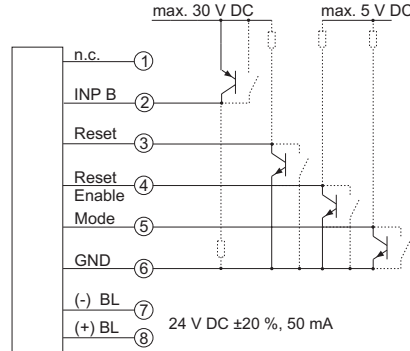 max. 30 V DC
max. 5 V DC
n.c. 1
INP B 2
Reset 3
Reset
Enable 4
Mode 5
GND 6
(-) BL 7
(+) BL 8
24 V DC ±20 %, 50 mA